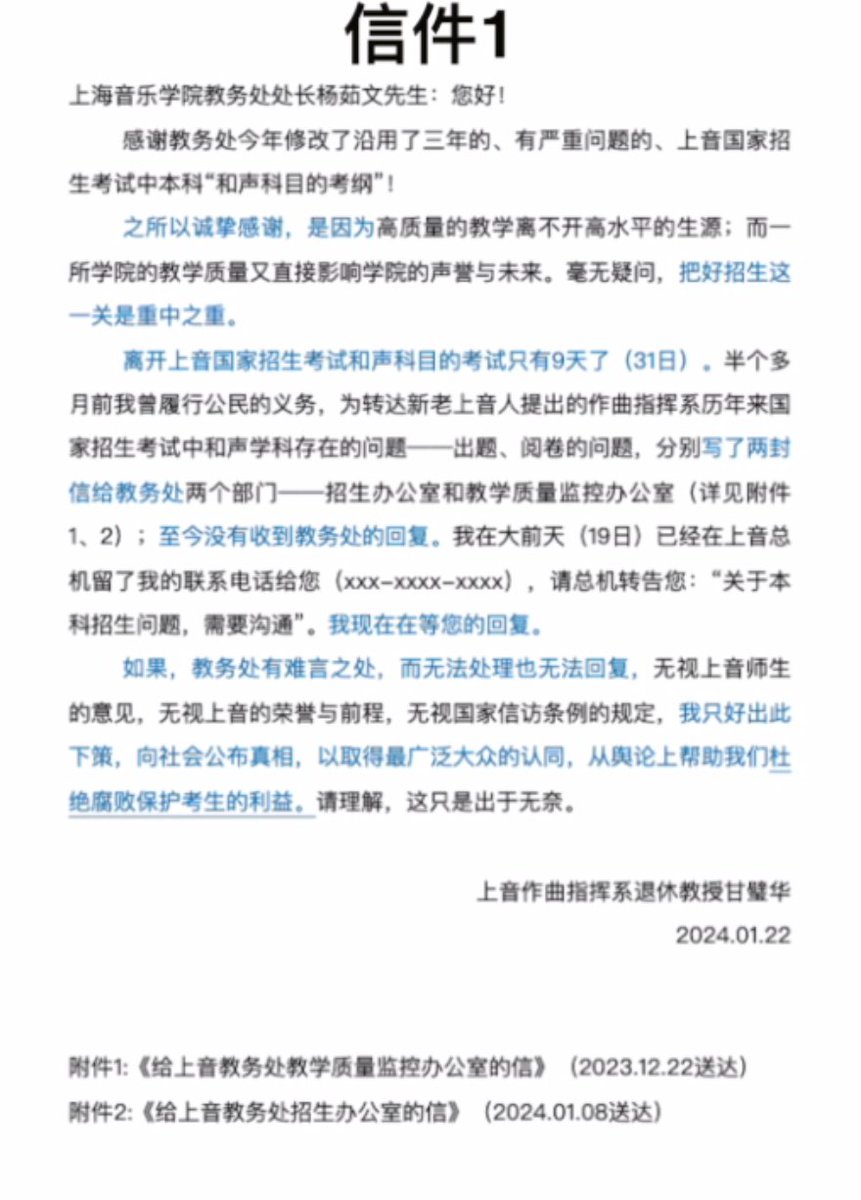 信件1
上海音乐学院教务处处长杨茹文先生：您好！
感谢教务处今年修改了沿用了三年的、有严重问题的、上音国家招
生考试中本科“和声科目的考纲”！
之所以诚挚感谢，是因为高质量的教学离不开高水平的生源；而一
所学院的教学质量又直接影响学院的声誉与未来。毫无疑问，把好招生这
一关是重中之重。
离开上音国家招生考试和声科目的考试只有9天了（31日）。半个多
月前我曾履行公民的义务，为转达新老上音人提出的作曲指挥系历年来国
家招生考试中和声学科存在的问题——出题、阅卷的问题，分别写了两封
信给教务处两个部门——招生办公室和教学质量监控办公室（详见附件
1、2）；至今没有收到教务处的回复。我在大前天（19日）已经在上音总
机留了我的联系电话给您（xxx-xxxx-xxxx），请总机转告您：“关于本
科招生问题，需要沟通”。我现在在等您的回复。
如果，教务处有难言之处，而无法处理也无法回复，无视上音师生
的意见，无视上音的荣誉与前程，无视国家信访条例的规定，我只好出此
下策，向社会公布真相，以取得最广泛大众的认同，从舆论上帮助我们杜
绝腐败保护考生的利益。请理解，这只是出于无奈。
上音作曲指挥系退休教授甘璧华
2024.01.22
附件1:《给上音教务处教学质量监控办公室的信》（2023.12.22送达）
附件2:《给上音教务处招生办公室的信》（2024.01.08送达）